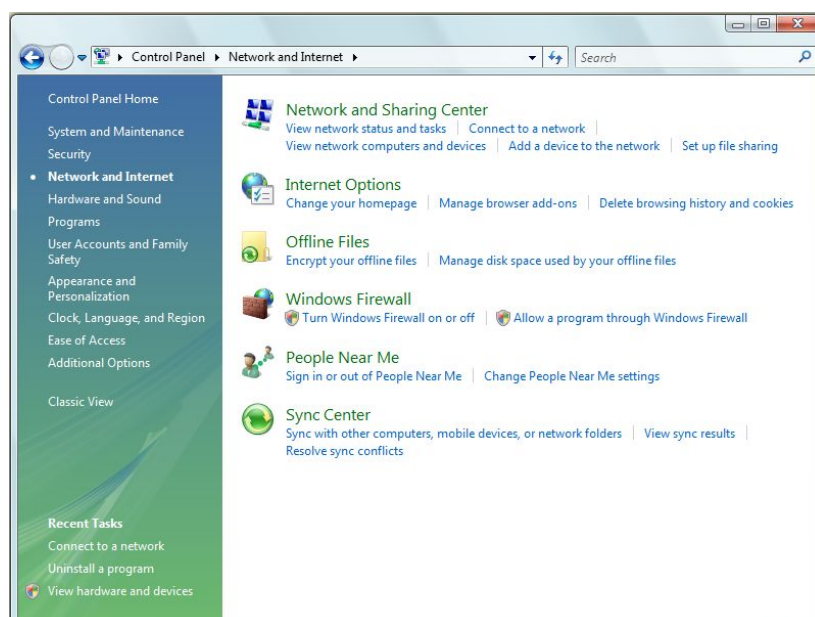 Control Panel Network and Internet Search
Control Panel Home
System and Maintenance
Security
Network and Internet
Hardware and Sound
Programs
User Accounts and Family
Safety
Appearance and
Personalization
Clock, Language, and Region
Ease of Access
Additional Options
Classic View
Recent Tasks
Connect to a network
Uninstall a program
View hardware and devices
Network and Sharing Center
View network status and tasks Connect to a network
View network computers and devices Add a device to the network Set up file sharing
Internet Options
Change your homepage Manage browser add-ons Delete browsing history and cookies
Offline Files
Encrypt your offline files Manage disk space used by your offline files
Windows Firewall
Turn Windows Firewall on or off Allow a program through Windows Firewall
People Near Me
Sign in or out of People Near Me Change People Near Me settings
Sync Center
Sync with other computers, mobile devices, or network folders View sync results
Resolve sync conflicts